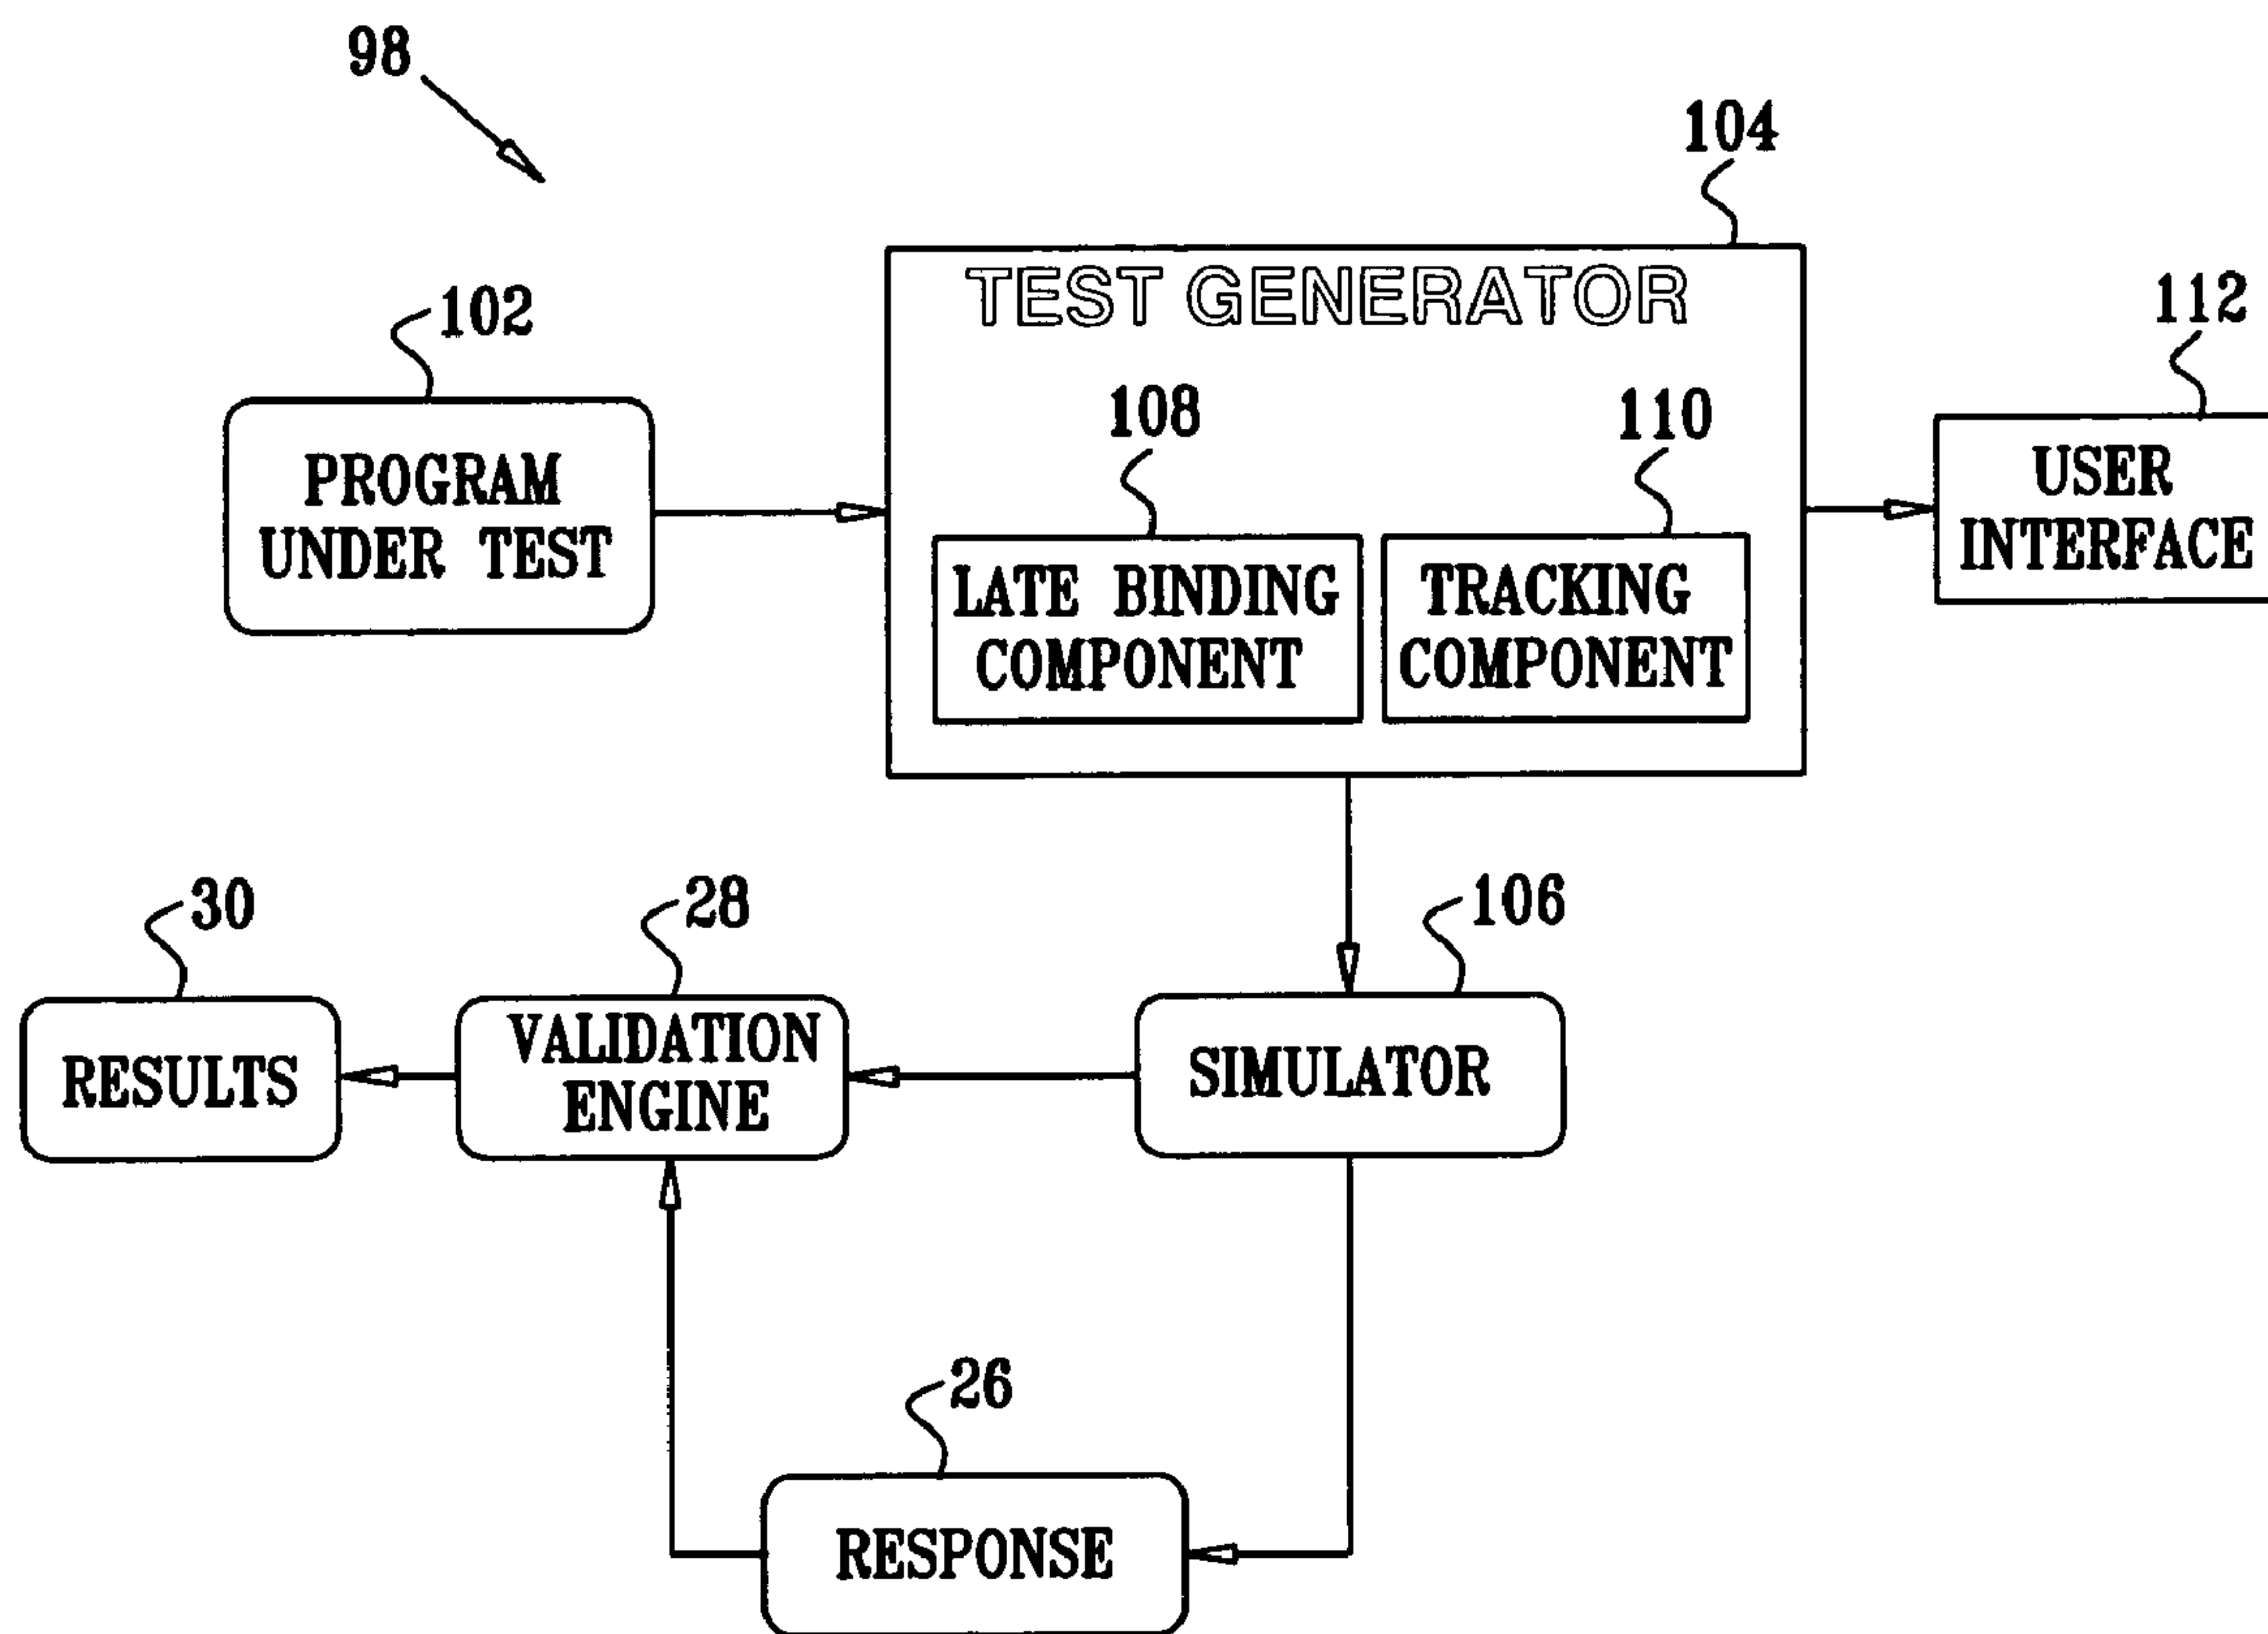 98
104
TEST GENERATOR
102
112
108
110
PROGRAM
UNDER TEST
USER
INTERFACE
LATE BINDING
COMPONENT
TRACKING
COMPONENT
30
28
106
RESULTS
VALIDATION
ENGINE
SIMULATOR
26
RESPONSE